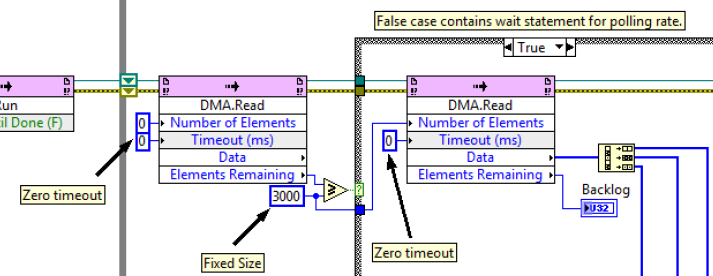 False case contains wait statement for polling rate.
True
Run
til Done (F)
DMA.Read
0 Number of Elements
0 Timeout (ms)
Data
Elements Remaining
Zero timeout
3000
Fixed Size
?
DMA.Read
Number of Elements
0 Timeout (ms)
Data
Elements Remaining
Zero timeout
Backlog
U32